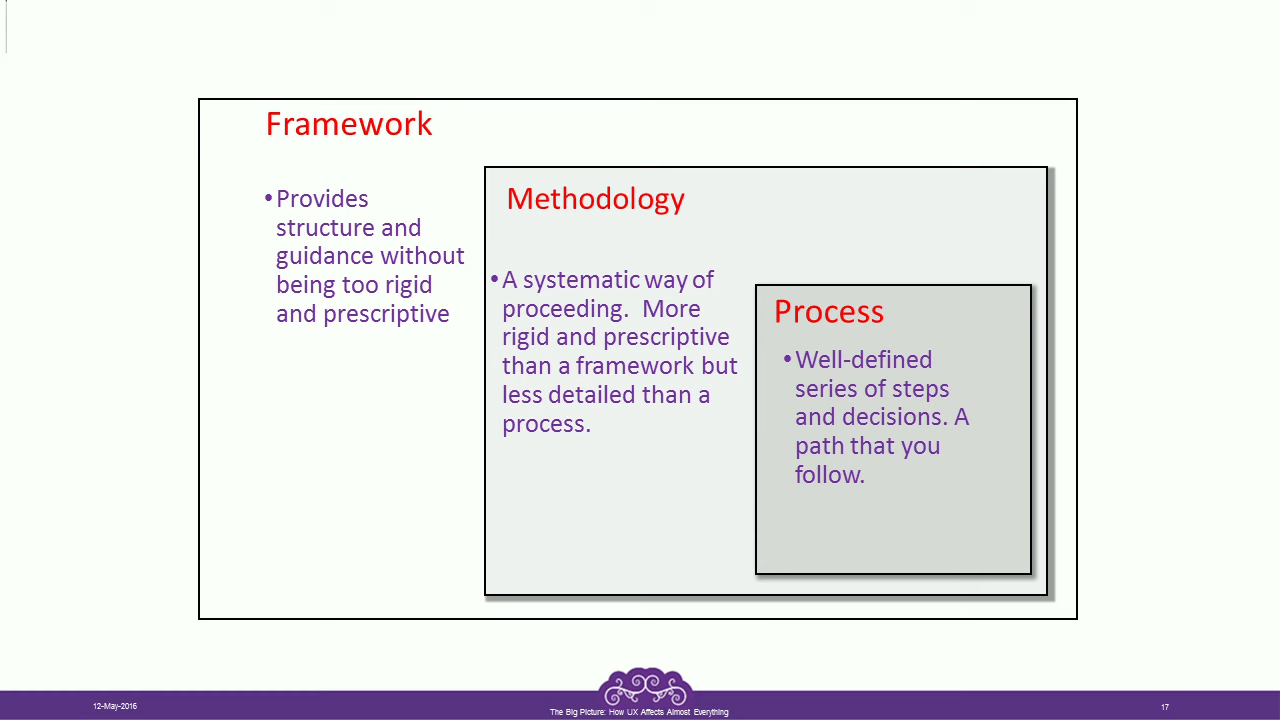 Framework
•Provides
structure and
guidance without
being too rigid
and prescriptive
Methodology
•A systematic way of
proceeding.  More
rigid and prescriptive
than a framework but
less detailed than a
process.
Process
•Well-defined
series of steps
and decisions. A
path that you
follow.
12-May-2016
The Big Picture: How UX Affects Almost Everything
17